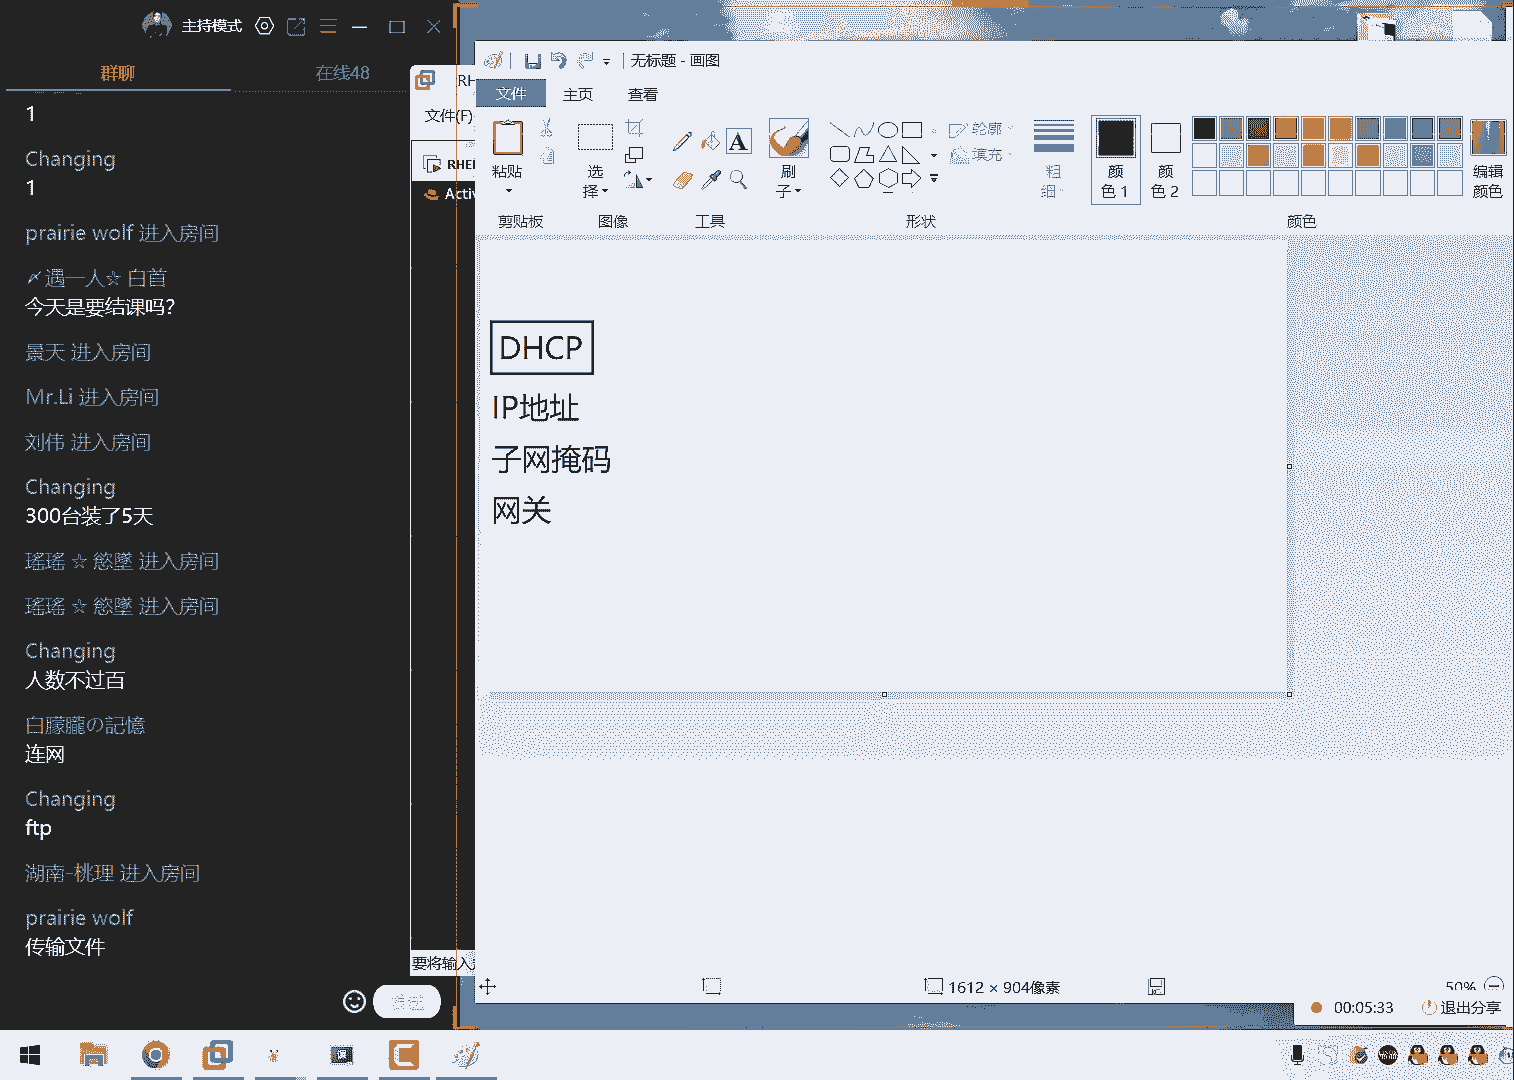 主持模式
群聊
在线48
1
Changing
1
prairie wolf 进入房间
〆遇一人☆ 白首
今天是要结课吗?
景天 进入房间
Mr.Li 进入房间
刘伟 进入房间
Changing
300台装了5天
瑤瑤 ☆ 慾墜 进入房间
瑤瑤 ☆ 慾墜 进入房间
Changing
人数不过百
白朦朧の記憶
连网
Changing
ftp
湖南-桃理 进入房间
prairie wolf
传输文件
RH
文件(F)
RHEL
Activ
要将输入
无标题 - 画图
文件
主页
查看
粘贴
选
择
刷
子
轮廓
填充
粗
细
颜
色 1
颜
色 2
编辑
颜色
剪贴板
图像
工具
形状
颜色
DHCP
IP地址
子网掩码
网关
1612 × 904像素
50%
00:05:33
退出分享